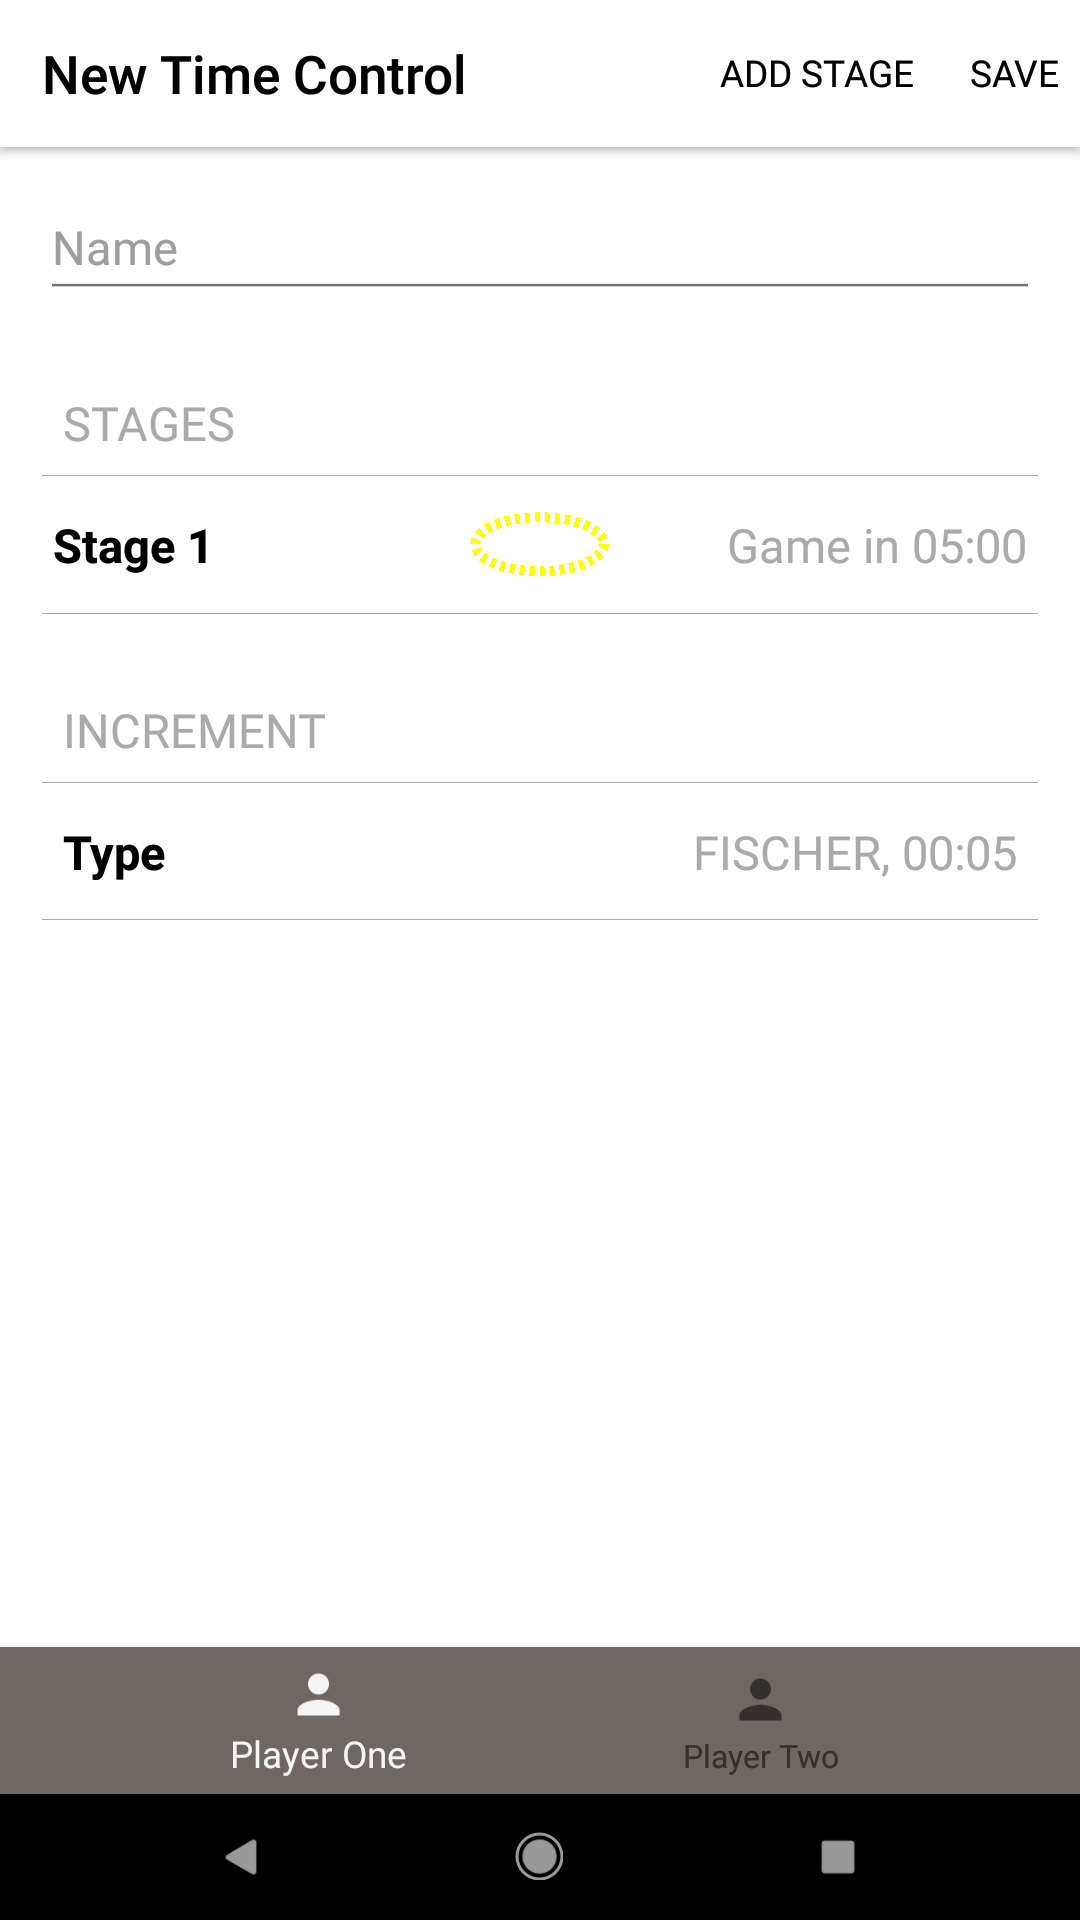 New Time Control
ADD STAGE
SAVE
Name
STAGES
Stage 1
Game in 05:00
INCREMENT
Type
FISCHER, 00:05
Player One
Player Two